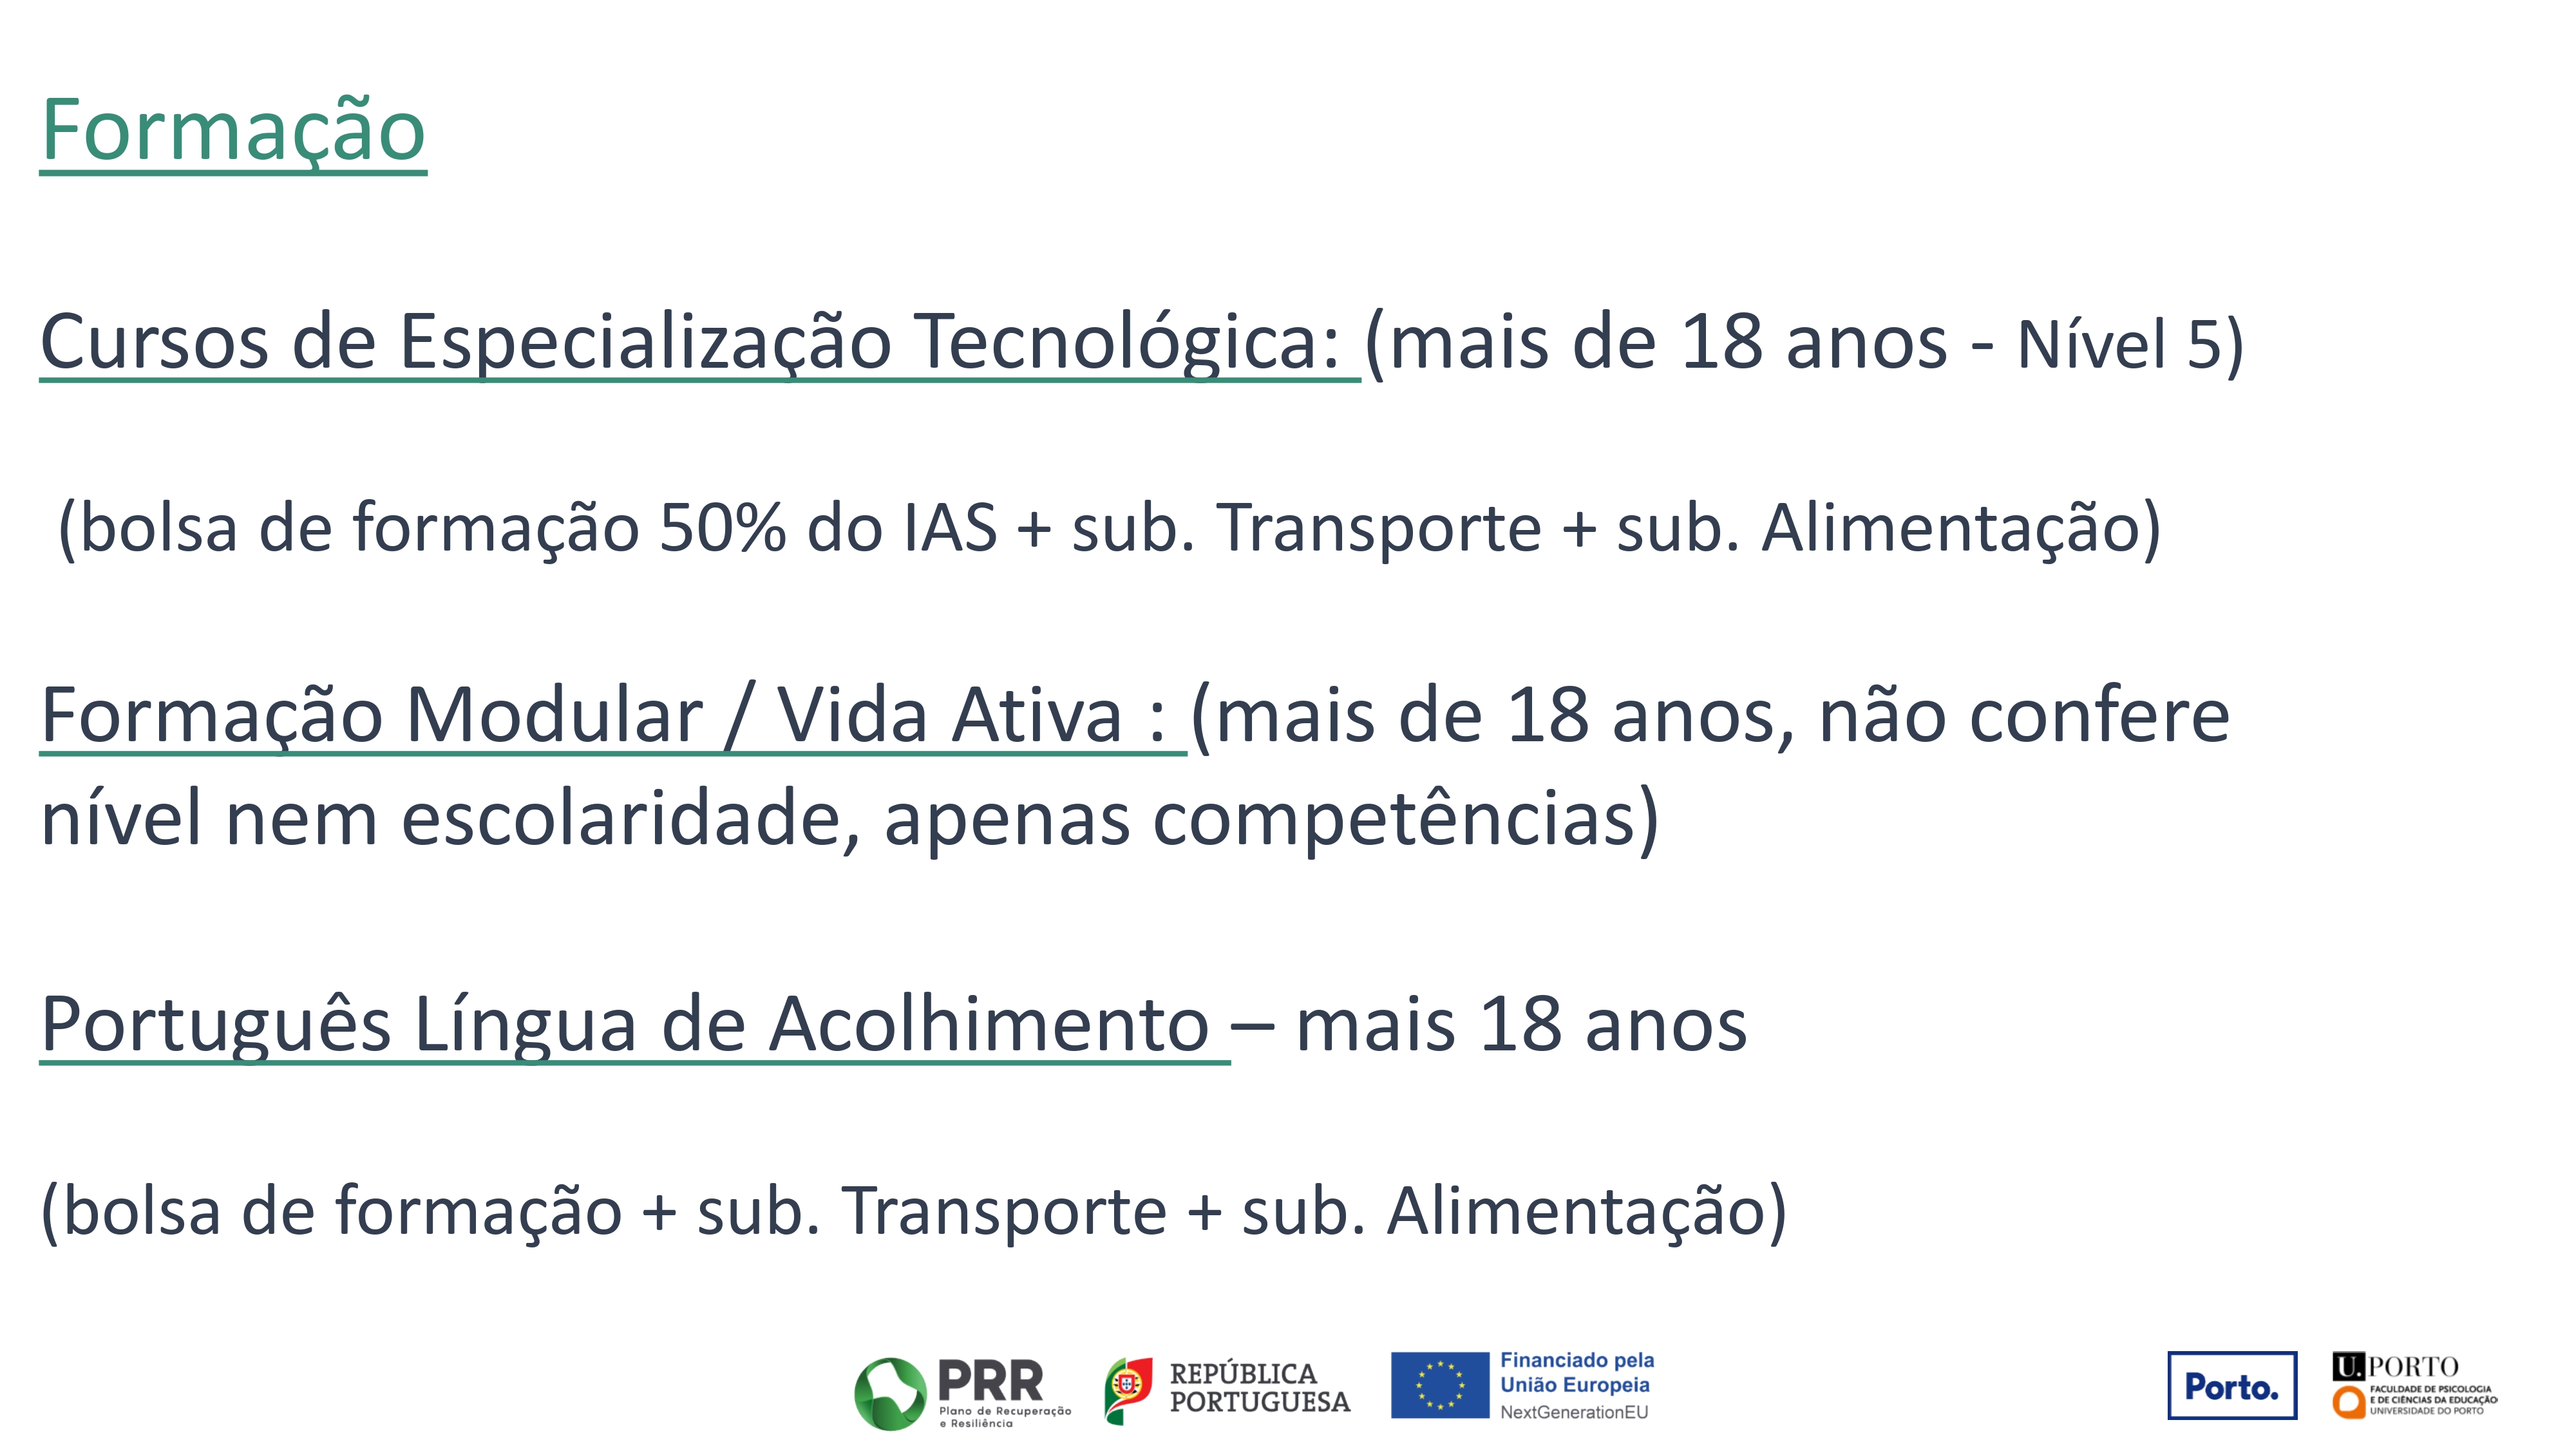 Formação
Cursos de Especialização Tecnológica: (mais de 18 anos - Nível 5)
(bolsa de formação 50% do IAS + sub. Transporte + sub. Alimentação)
Formação Modular / Vida Ativa : (mais de 18 anos, não confere
nível nem escolaridade, apenas competências)
Português Língua de Acolhimento – mais 18 anos
(bolsa de formação + sub. Transporte + sub. Alimentação)
PRR
Plano de Recuperação
e Resiliência
REPÚBLICA
PORTUGUESA
Financiado pela
União Europeia
NextGenerationEU
Porto.
U.PORTO
FACULDADE DE PSICOLOGIA
E DE CIÊNCIAS DA EDUCAÇÃO
UNIVERSIDADE DO PORTO